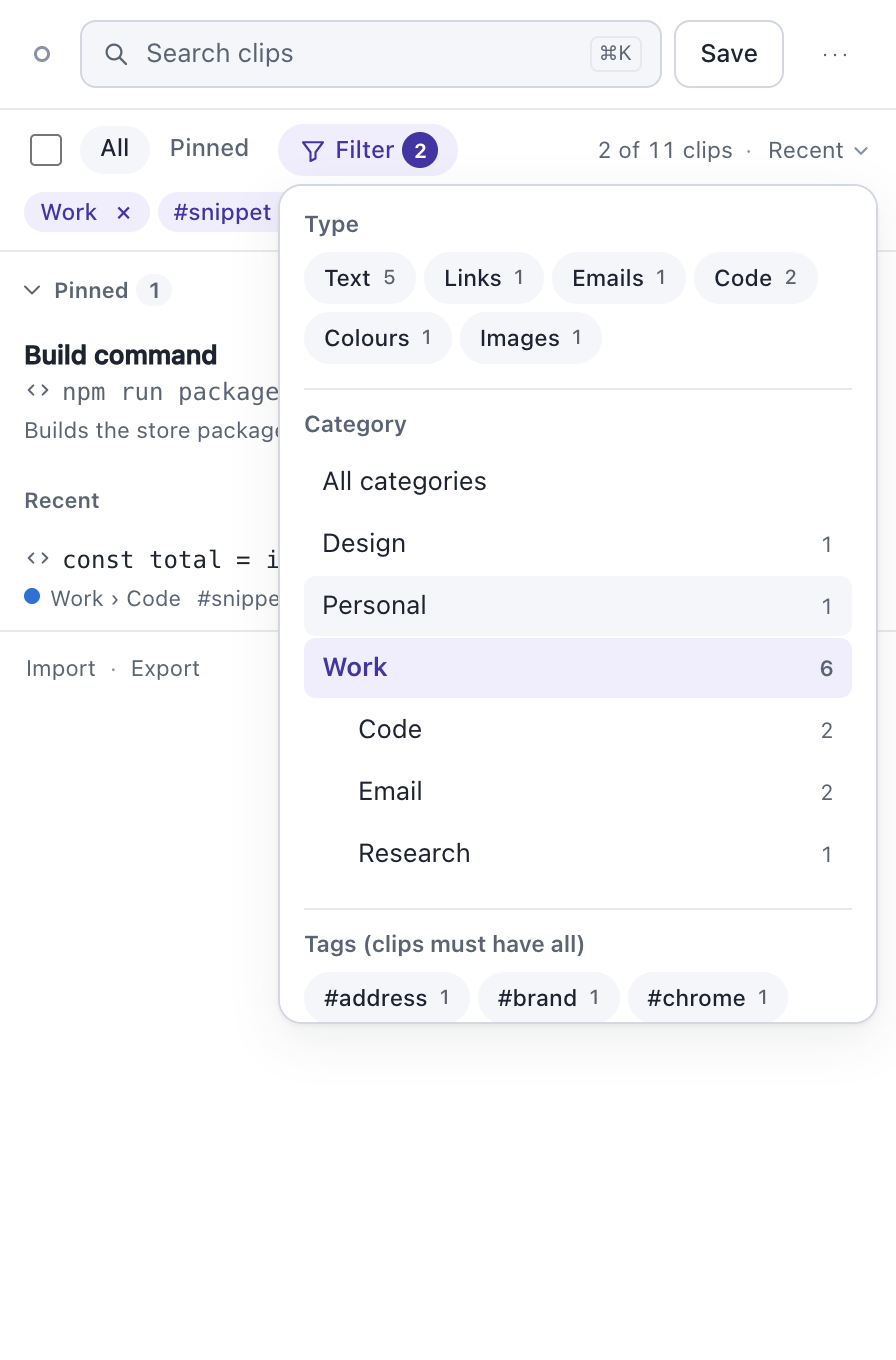 Search clips ⌘K Save ···
All Pinned Filter 2 2 of 11 clips · Recent
Work × #snippet
Pinned 1
Build command
<> npm run package
Builds the store package
Recent
<> const total = i
Work › Code #snippe
Import · Export
Type
Text 5 Links 1 Emails 1 Code 2
Colours 1 Images 1
Category
All categories
Design 1
Personal 1
Work 6
Code 2
Email 2
Research 1
Tags (clips must have all)
#address 1 #brand 1 #chrome 1